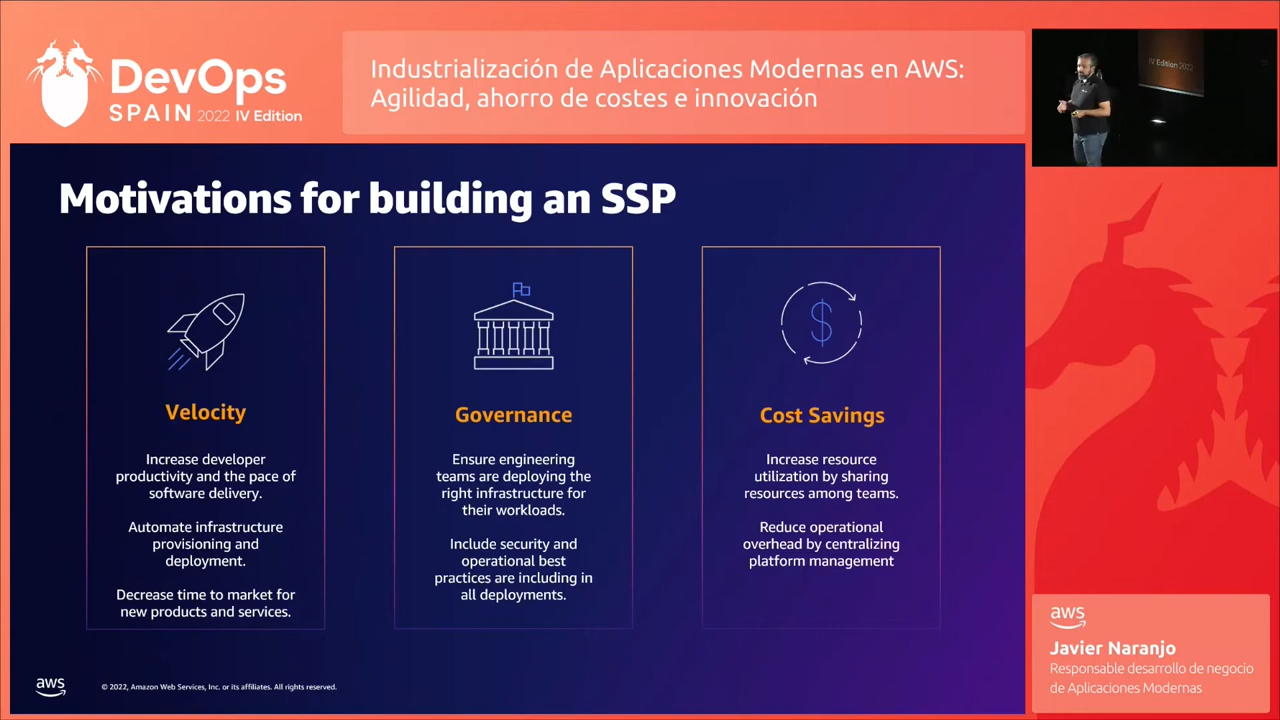 DevOps
SPAIN 2022 IV Edition
Industrialización de Aplicaciones Modernas en AWS:
Agilidad, ahorro de costes e innovación
IV Edition 2022
Motivations for building an SSP
Velocity
Increase developer
productivity and the pace of
software delivery.
Automate infrastructure
provisioning and
deployment.
Decrease time to market for
new products and services.
Governance
Ensure engineering
teams are deploying the
right infrastructure for
their workloads.
Include security and
operational best
practices are including in
all deployments.
Cost Savings
Increase resource
utilization by sharing
resources among teams.
Reduce operational
overhead by centralizing
platform management
aws
© 2022, Amazon Web Services, Inc. or its affiliates. All rights reserved.
aws
Javier Naranjo
Responsable desarrollo de negocio
de Aplicaciones Modernas